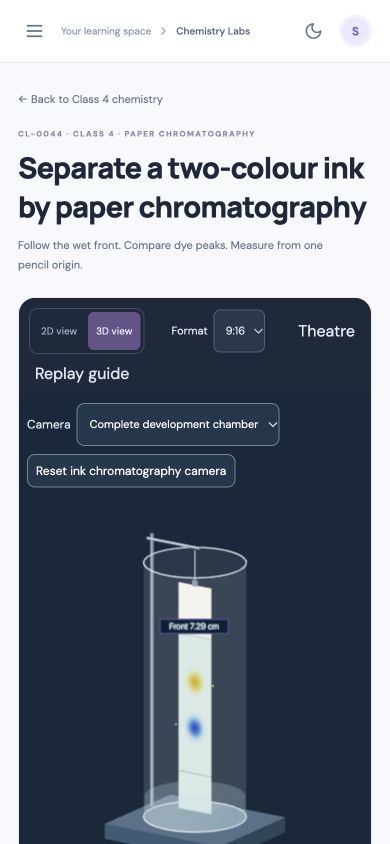 Your learning space > Chemistry Labs
S
← Back to Class 4 chemistry
CL-0044 · CLASS 4 · PAPER CHROMATOGRAPHY
Separate a two-colour ink
by paper chromatography
Follow the wet front. Compare dye peaks. Measure from one
pencil origin.
2D view
3D view
Format
9:16
Theatre
Replay guide
Camera
Complete development chamber
Reset ink chromatography camera
Front 7.29 cm